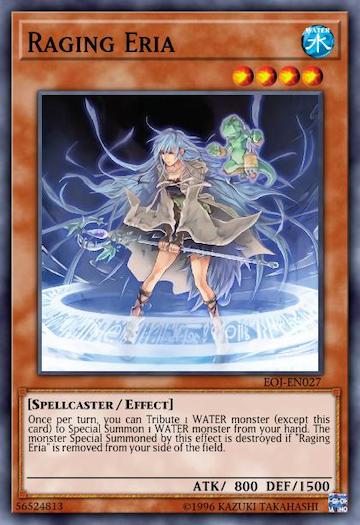 Raging Eria
WATER
水
EOJ-EN027
[Spellcaster / Effect]
Once per turn, you can Tribute 1 WATER monster (except this
card) to Special Summon 1 WATER monster from your hand. The
monster Special Summoned by this effect is destroyed if "Raging
Eria" is removed from your side of the field.
ATK/ 800 DEF/1500
56524813
©1996 KAZUKI TAKAHASHI